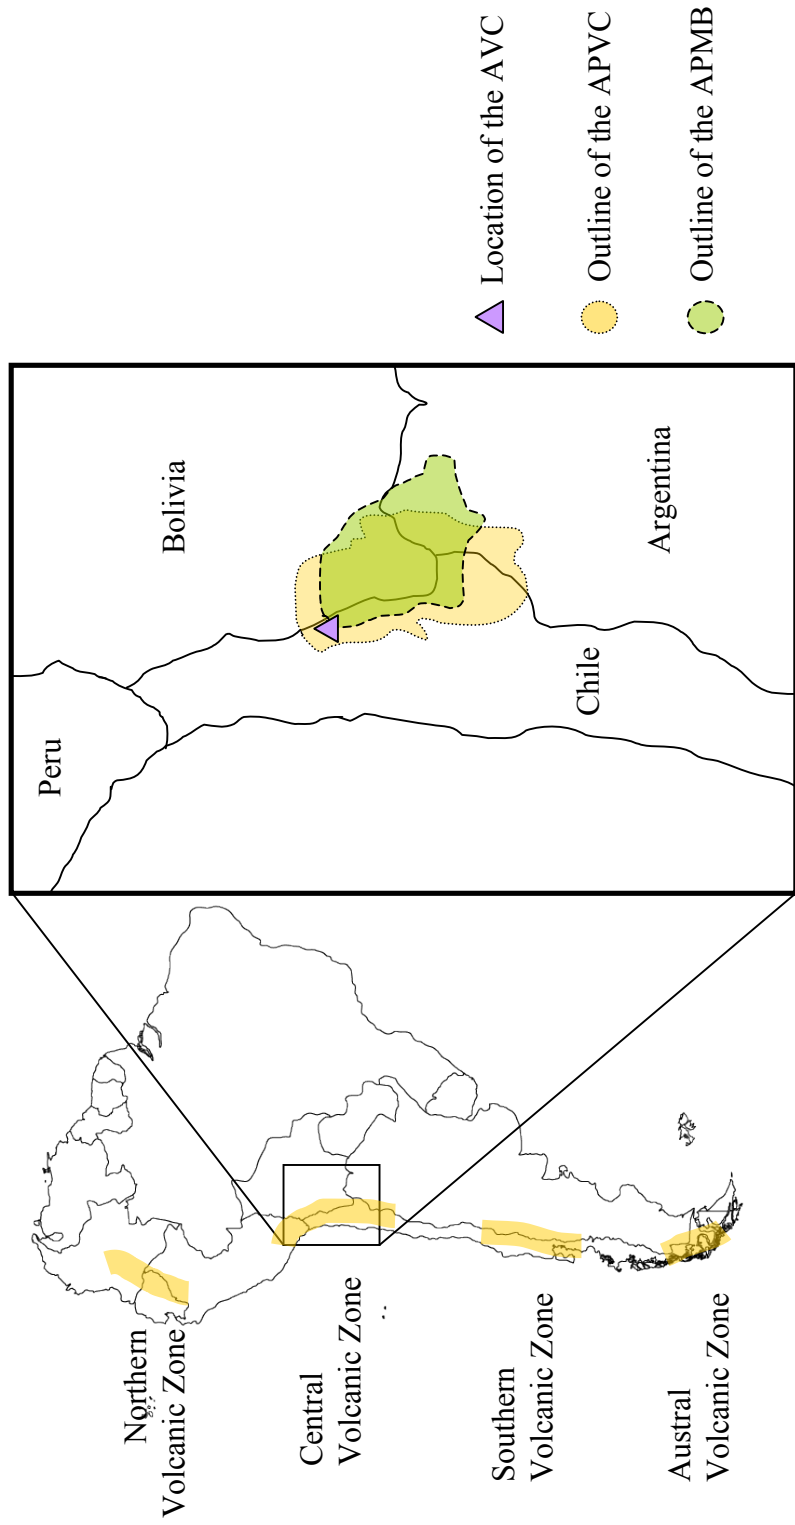 Northern
Volcanic Zone
Central
Volcanic Zone
Southern
Volcanic Zone
Austral
Volcanic Zone
Peru
Bolivia
Chile
Argentina
Location of the AVC
Outline of the APVC
Outline of the APMB